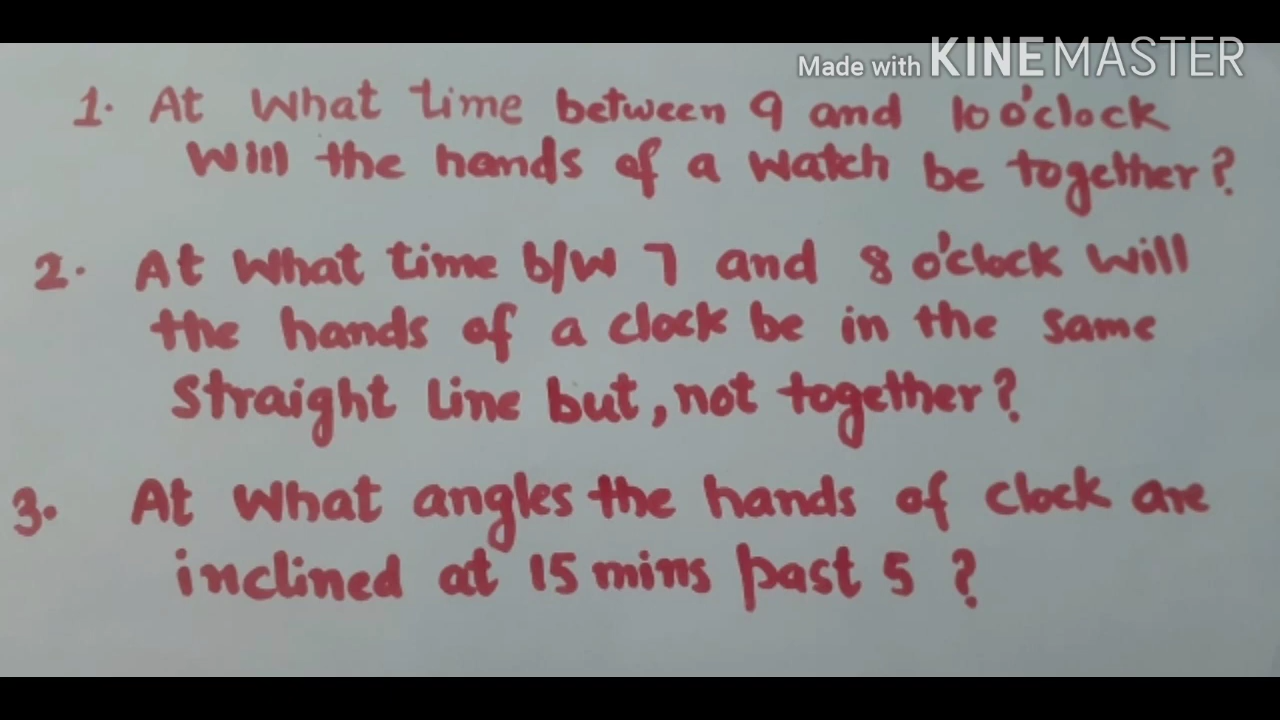 Made with KINEMASTER
1. At What time between 9 and 10 o'clock
Will the hands of a watch be together?
2. At What time b/w 7 and 8 o'clock Will
the hands of a clock be in the same
Straight Line but, not together?
3. At What angles the hands of clock are
inclined at 15 mins past 5 ?